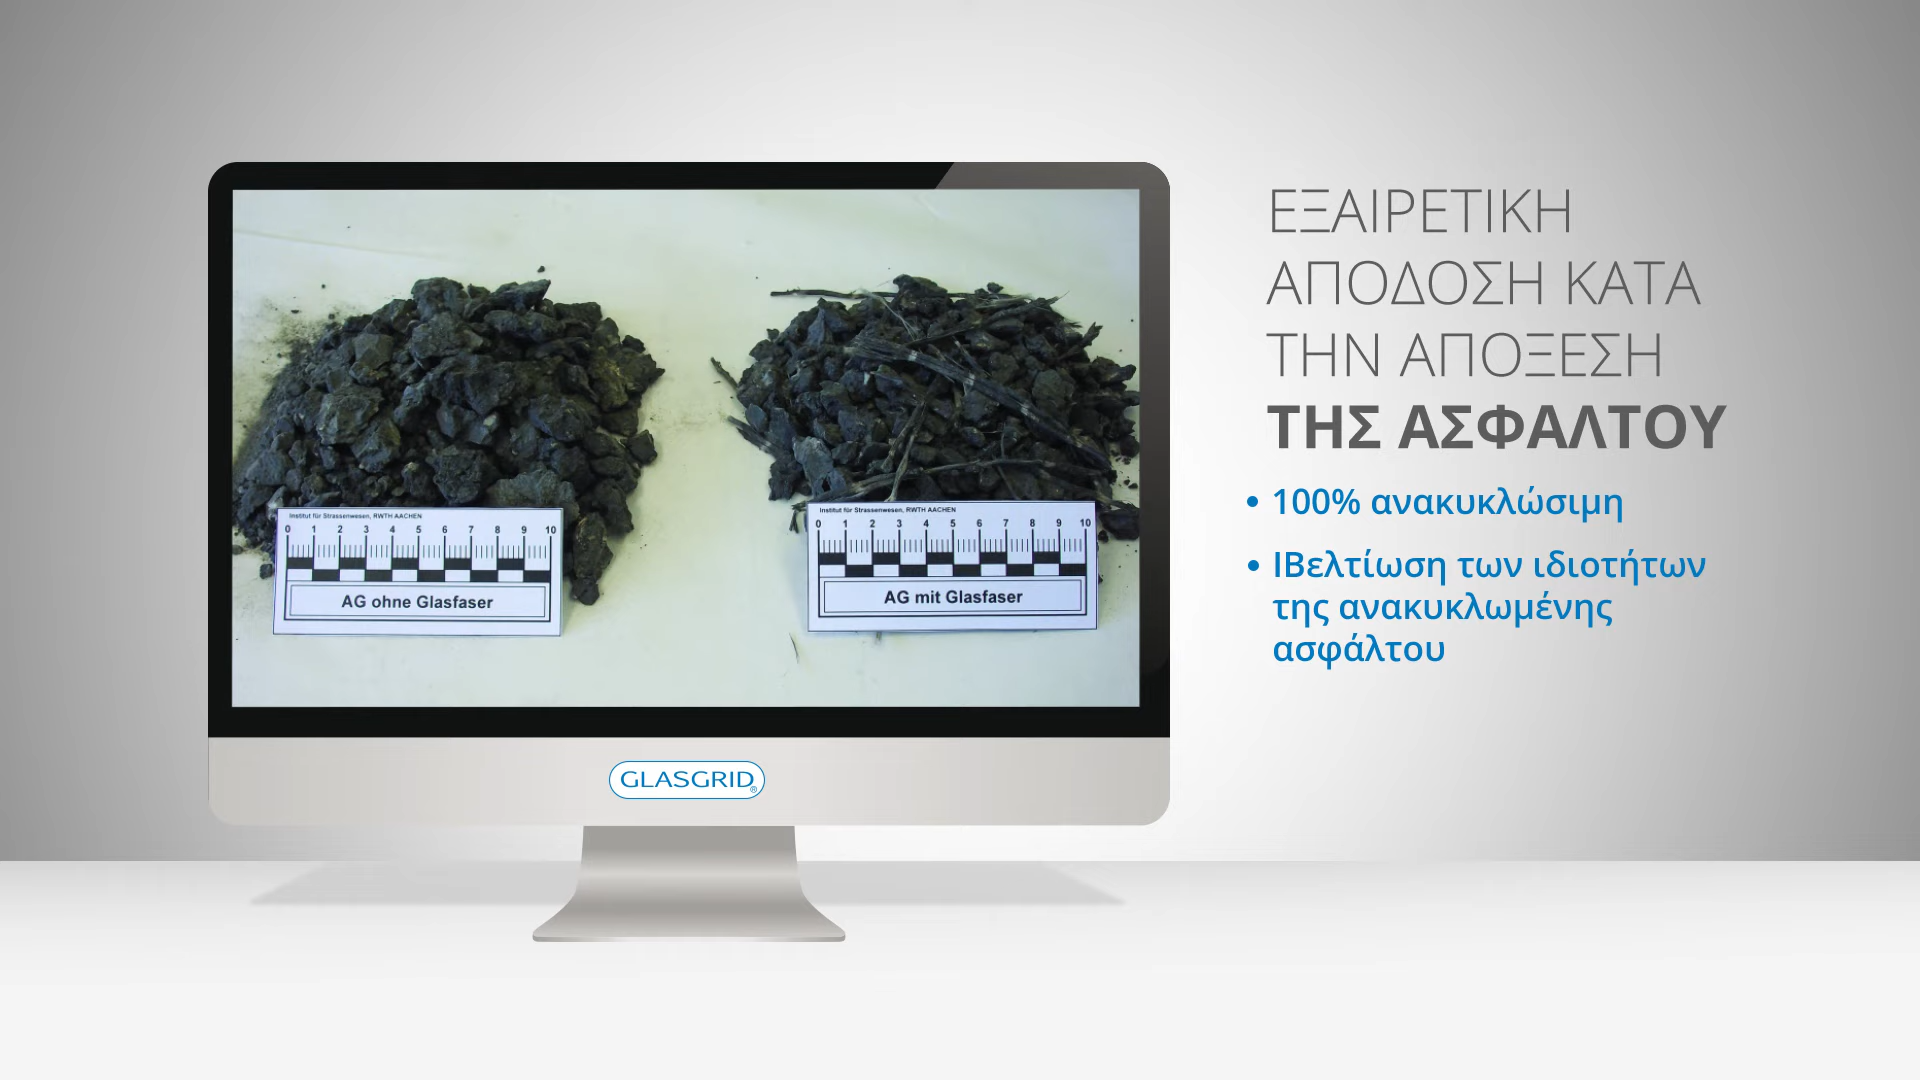 ΕΞΑΙΡΕΤΙΚΗ
ΑΠΟΔΟΣΗ ΚΑΤΑ
ΤΗΝ ΑΠΟΞΕΣΗ
ΤΗΣ ΑΣΦΑΛΤΟΥ
• 100% ανακυκλώσιμη
• ΙΒελτίωση των ιδιοτήτων
της ανακυκλωμένης
ασφάλτου
Institut für Strassenwesen, RWTH AACHEN
0 1 2 3 4 5 6 7 8 9 10
AG ohne Glasfaser
Institut für Strassenwesen, RWTH AACHEN
0 1 2 3 4 5 6 7 8 9 10
AG mit Glasfaser
GLASGRID®